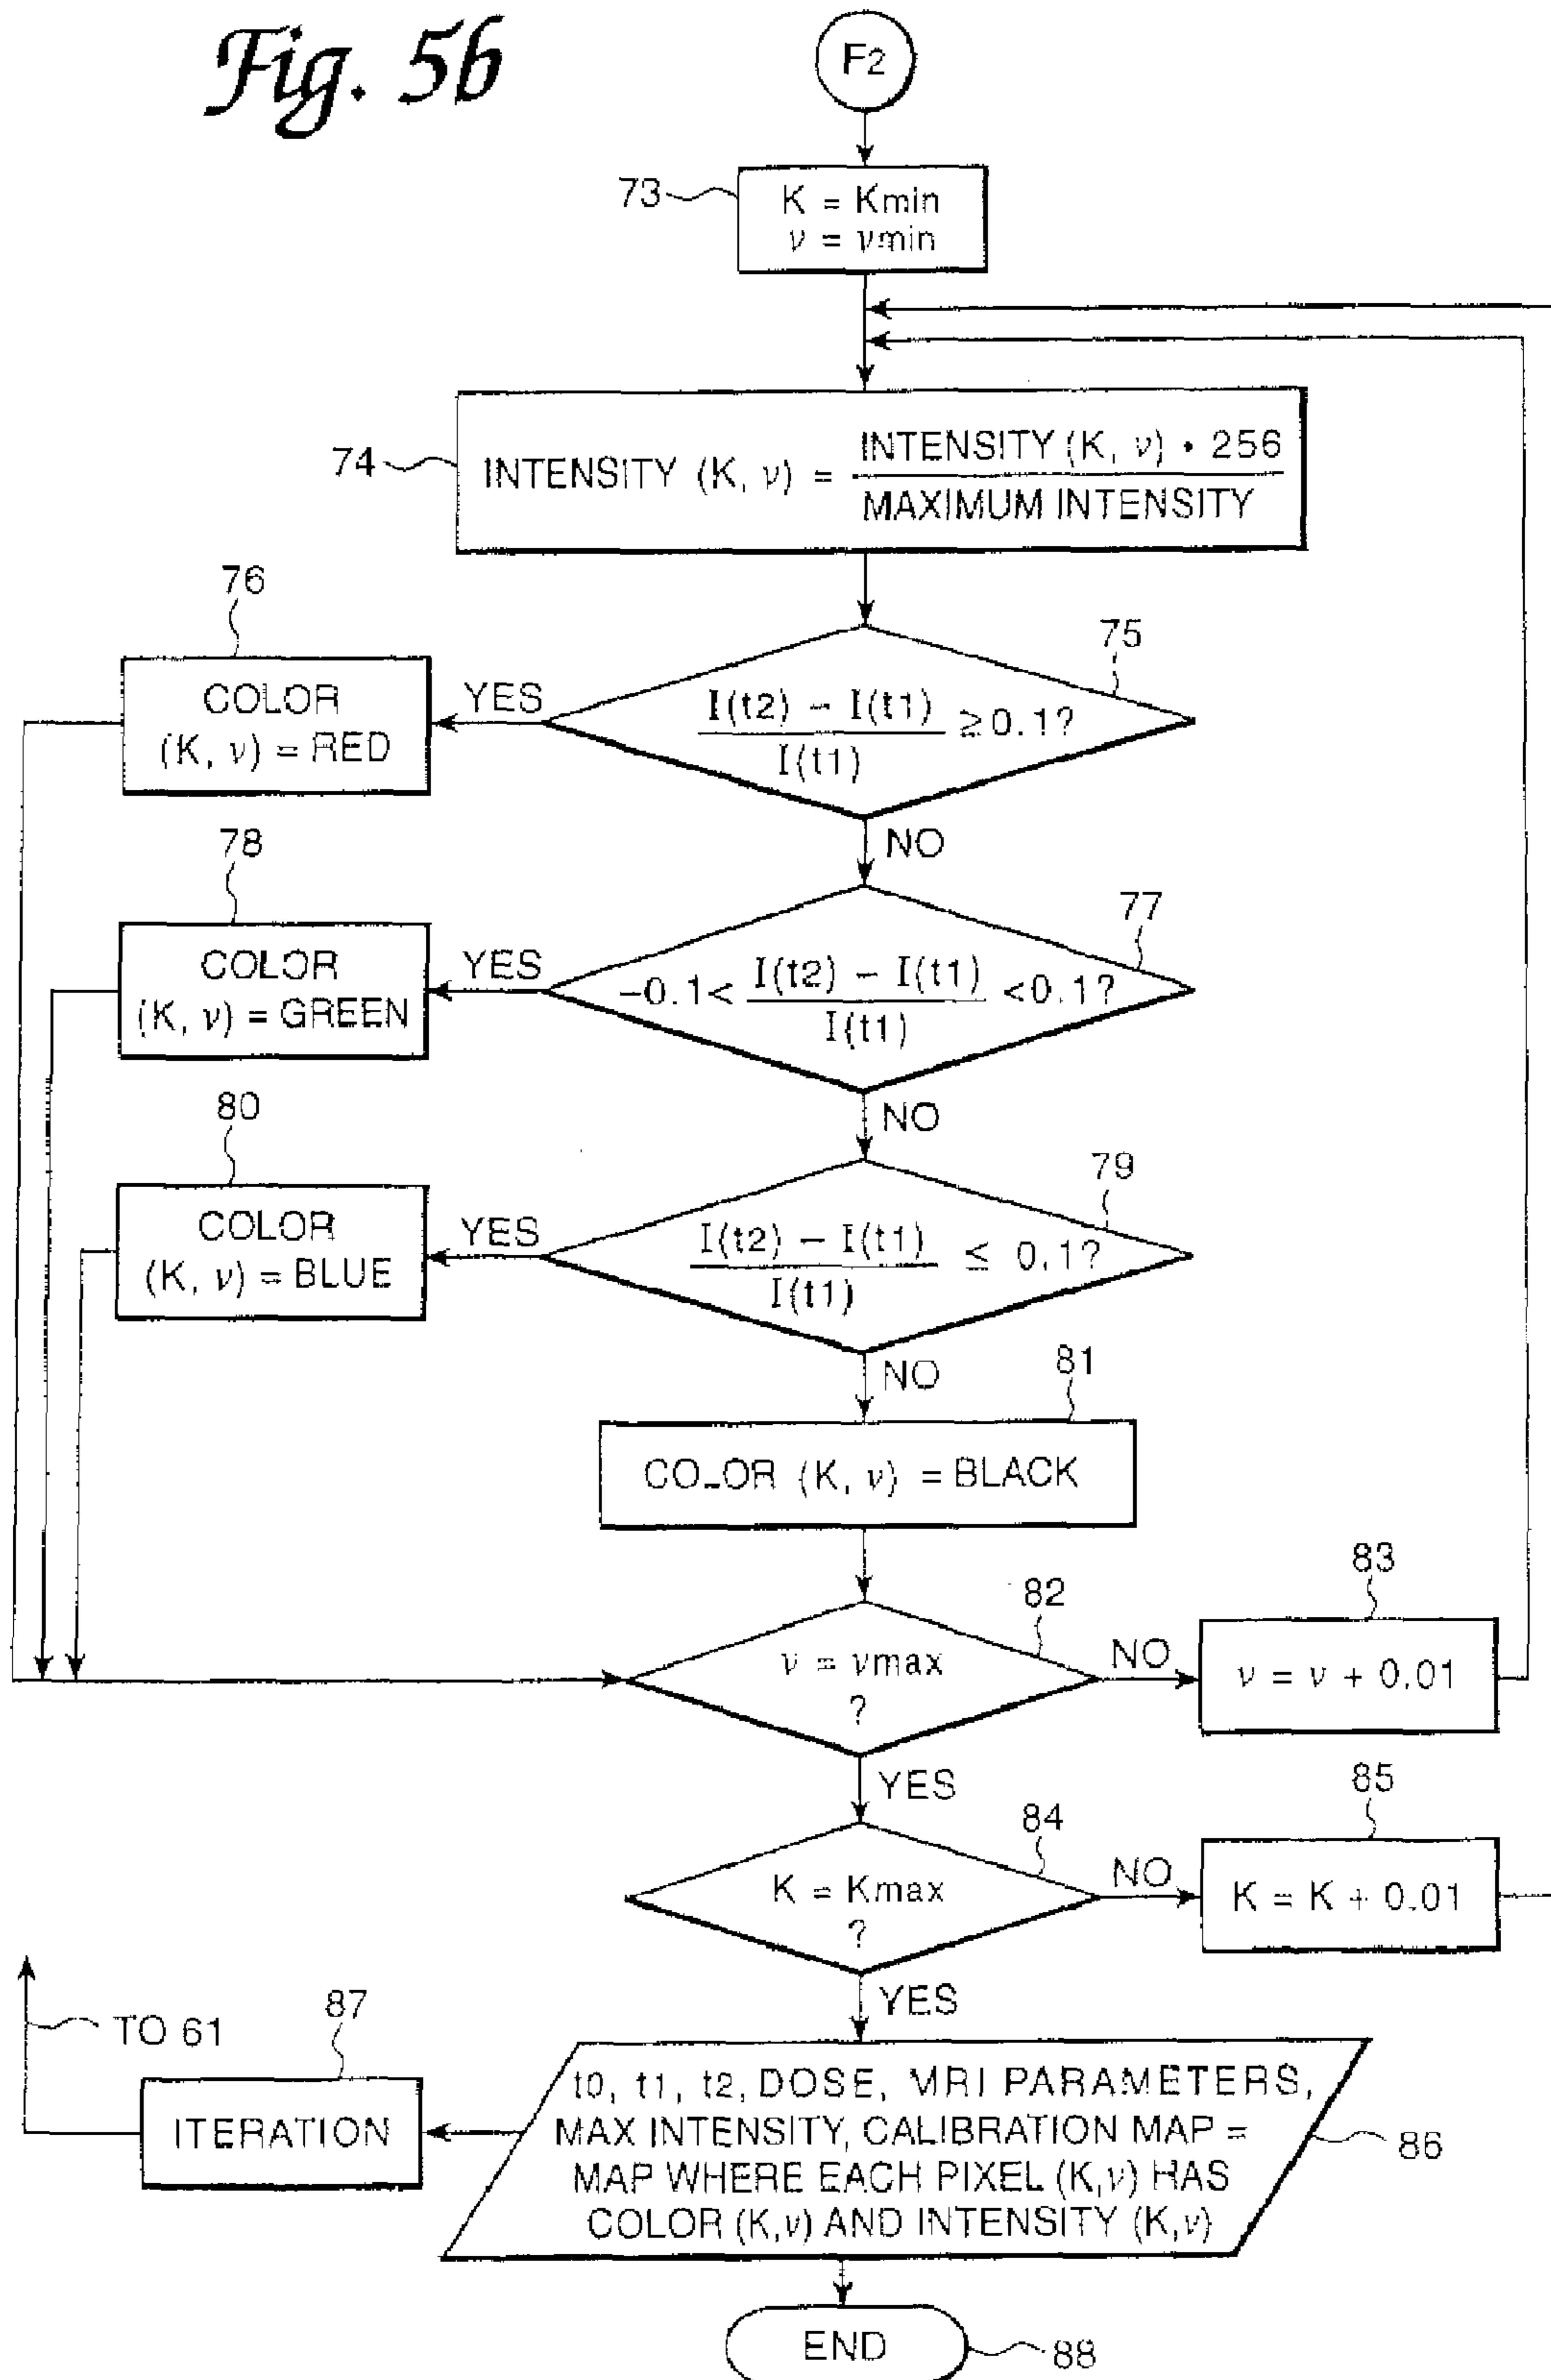 Fig. 5b
F2
73
K = Kmin
ν = νmin
74
INTENSITY (K, ν) = INTENSITY (K, ν) • 256
MAXIMUM INTENSITY
76
75
COLOR
(K, ν) = RED
YES
I(t2) – I(t1)
I(t1)
≥ 0.1?
NO
78
77
COLOR
(K, ν) = GREEN
YES
–0.1 < I(t2) – I(t1) < 0.1?
I(t1)
NO
80
79
COLOR
(K, ν) = BLUE
YES
I(t2) – I(t1) ≤ 0.1?
I(t1)
NO
81
COLOR (K, ν) = BLACK
82
83
ν = νmax
?
NO
ν = ν + 0.01
YES
84
85
K = Kmax
?
NO
K = K + 0.01
YES
TO 61
87
ITERATION
t0, t1, t2, DOSE, MRI PARAMETERS,
MAX INTENSITY, CALIBRATION MAP =
MAP WHERE EACH PIXEL (K,ν) HAS
COLOR (K,ν) AND INTENSITY (K,ν)
86
END
88